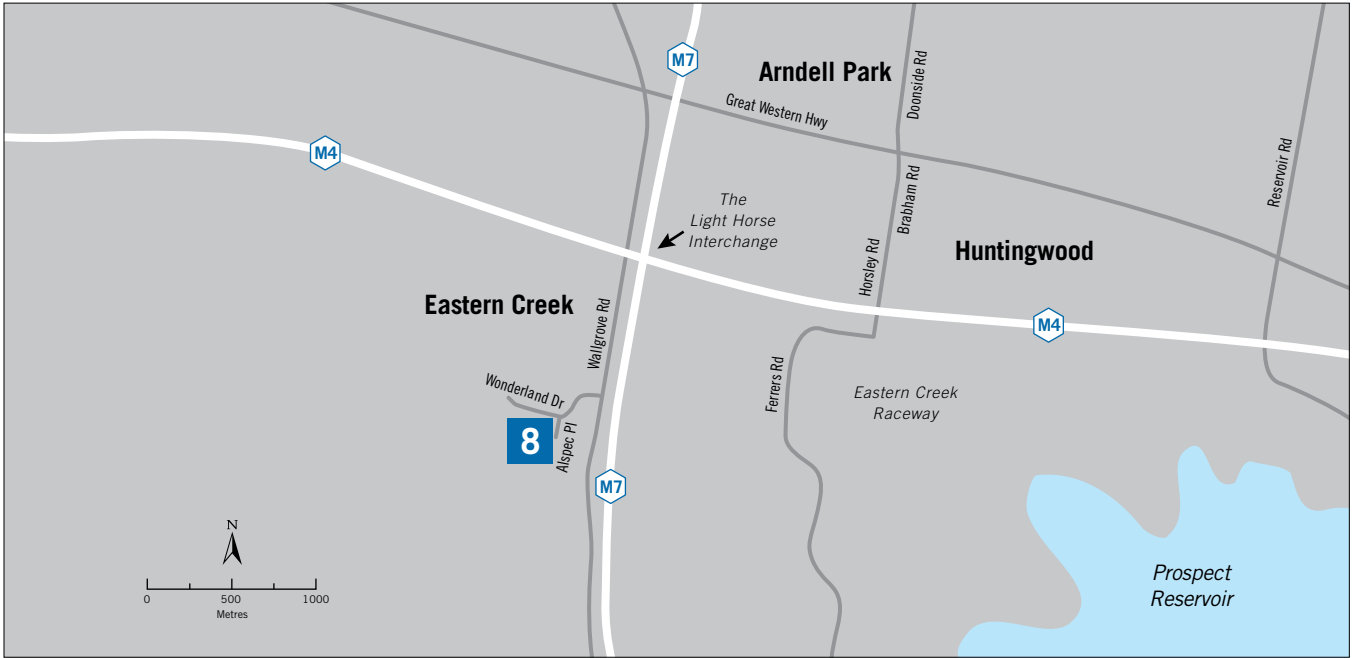 M7
Arndell Park
Doonside Rd
Great Western Hwy
M4
Reservoir Rd
The
Light Horse
Interchange
Brabham Rd
Huntingwood
Horsley Rd
Eastern Creek
Wallgrove Rd
M4
Wonderland Dr
Ferrers Rd
Eastern Creek
Raceway
8
Alspec Pl
M7
N
0 500 1000
Metres
Prospect
Reservoir